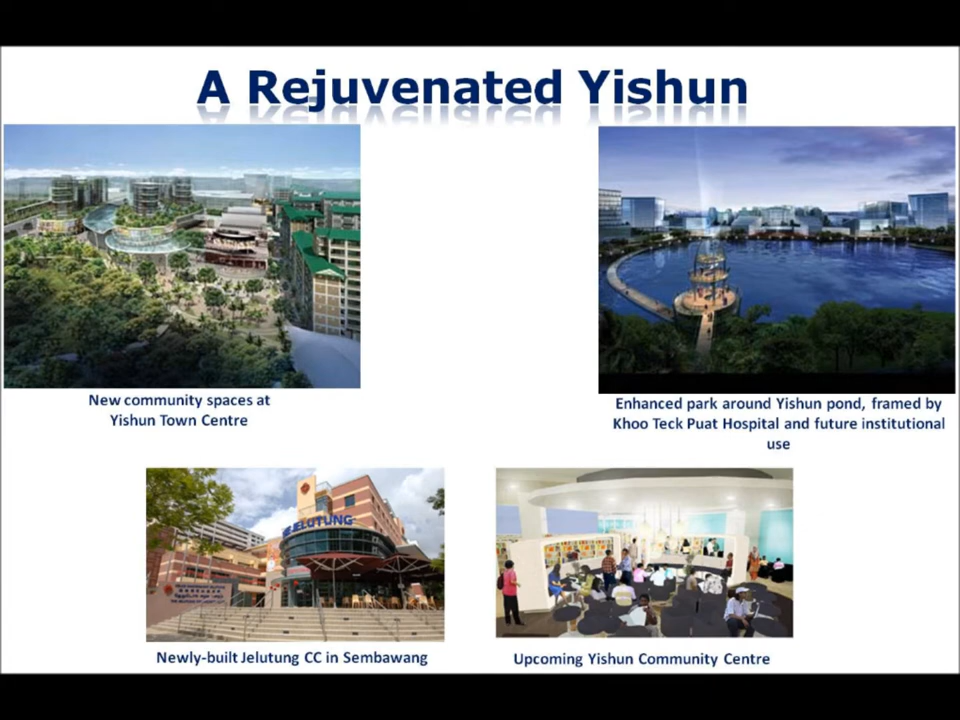 A Rejuvenated Yishun
New community spaces at
Yishun Town Centre
Enhanced park around Yishun pond, framed by
Khoo Teck Puat Hospital and future institutional
use
JELUTUNG
Newly-built Jelutung CC in Sembawang
Upcoming Yishun Community Centre